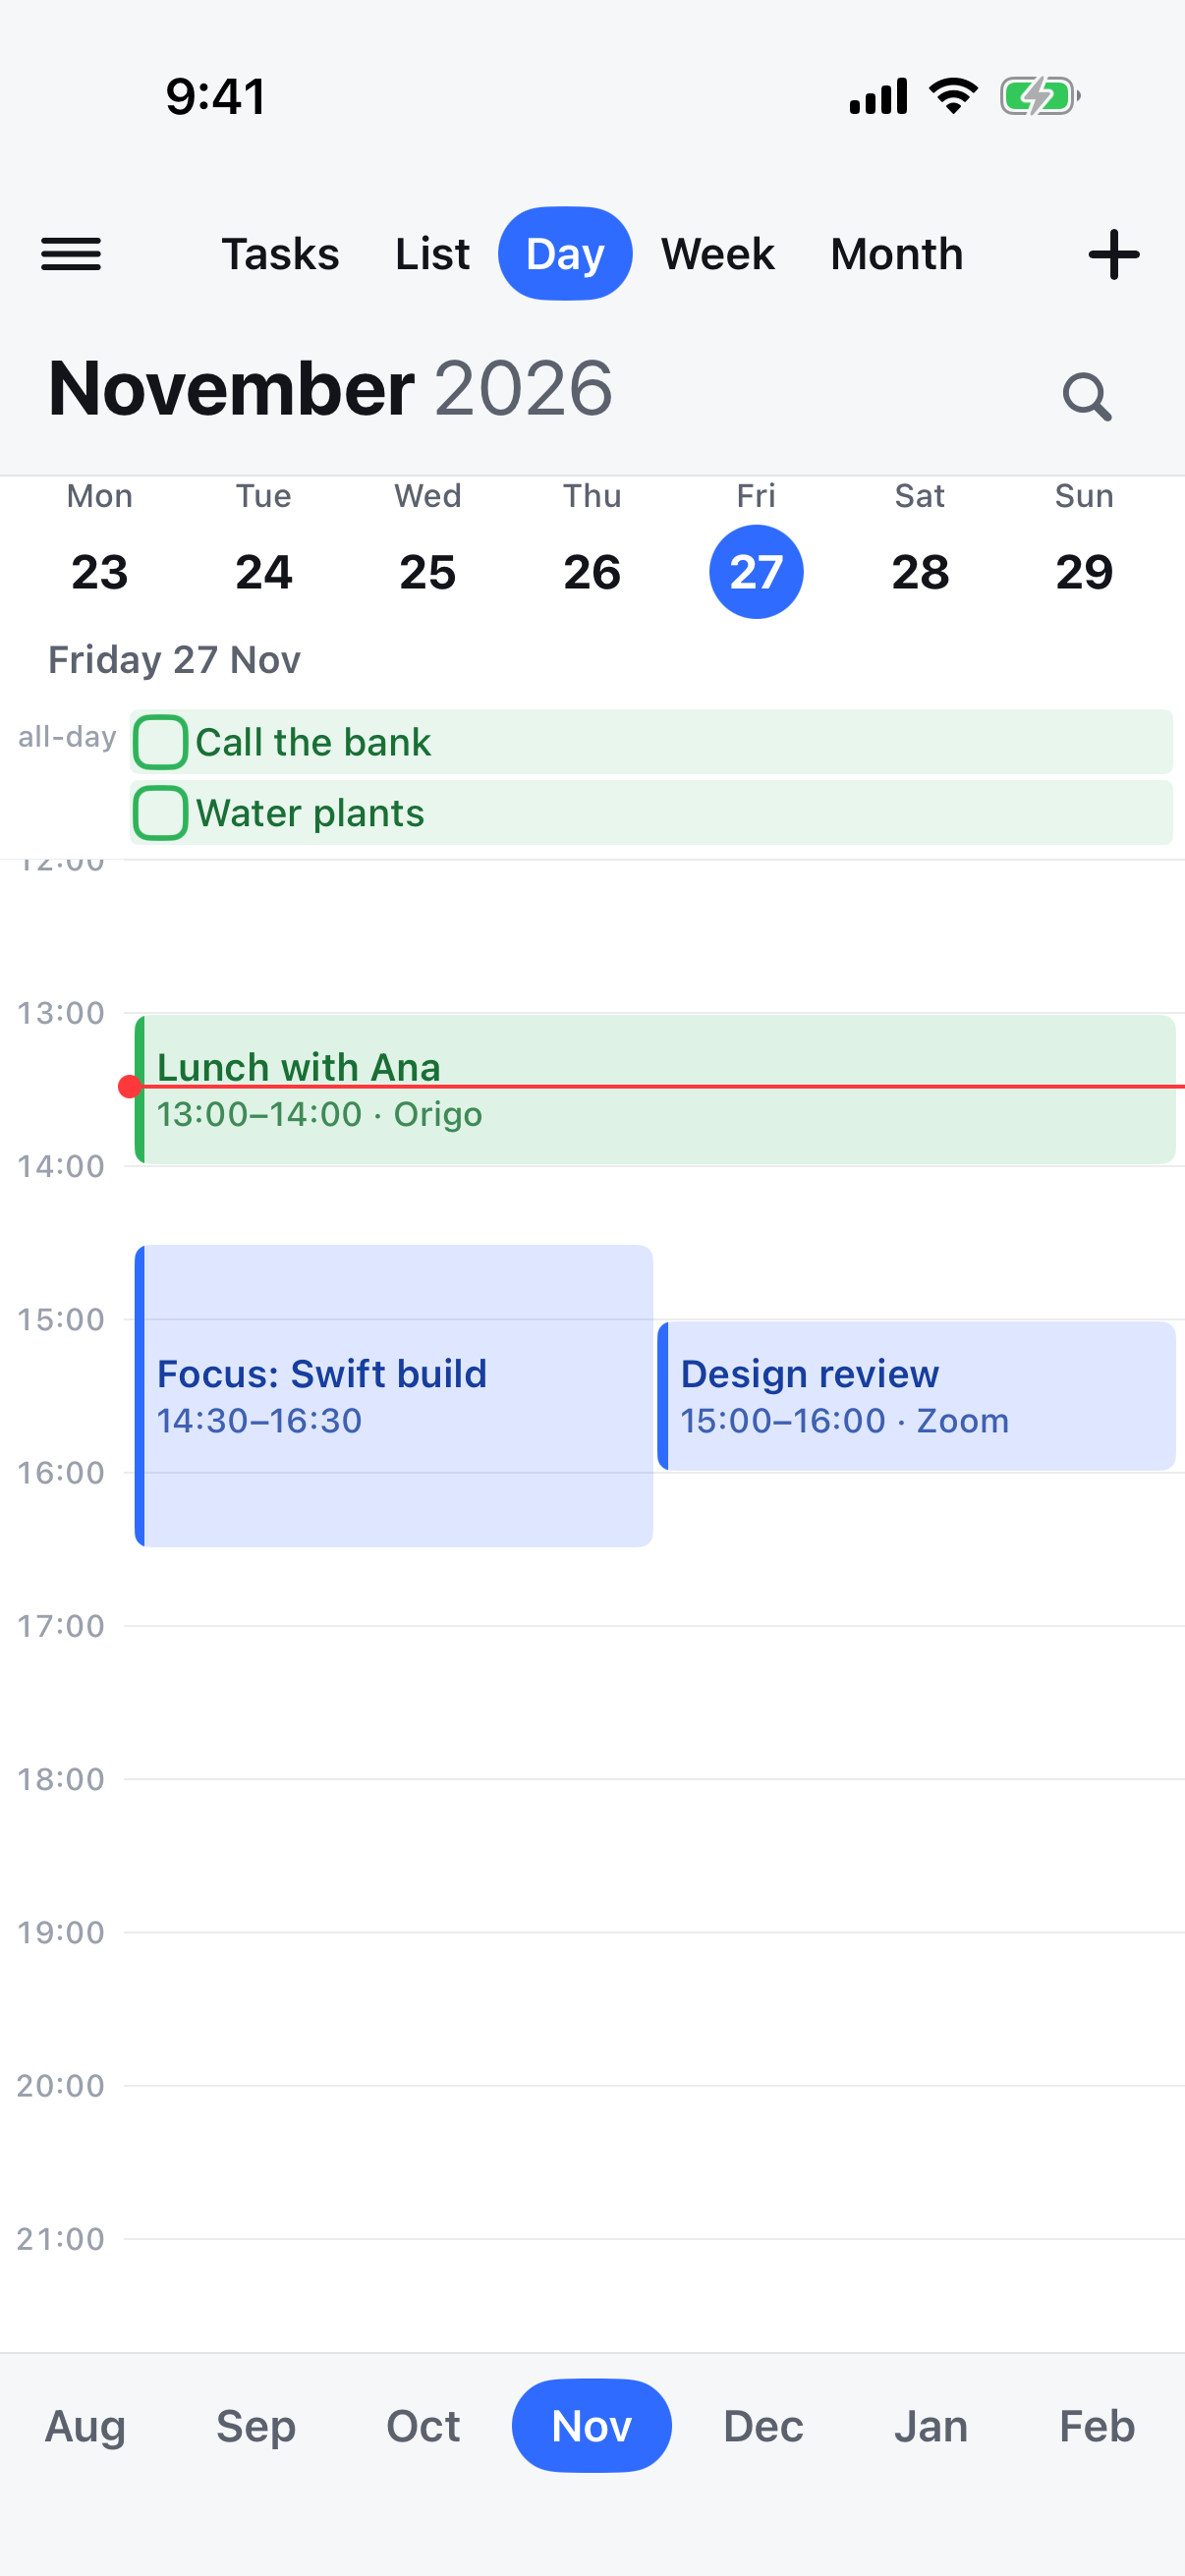 9:41
Tasks List Day Week Month
November 2026
Mon Tue Wed Thu Fri Sat Sun
23 24 25 26 27 28 29
Friday 27 Nov
all-day Call the bank
Water plants
12:00
13:00
Lunch with Ana
13:00–14:00 · Origo
14:00
15:00
Focus: Swift build Design review
14:30–16:30 15:00–16:00 · Zoom
16:00
17:00
18:00
19:00
20:00
21:00
Aug Sep Oct Nov Dec Jan Feb